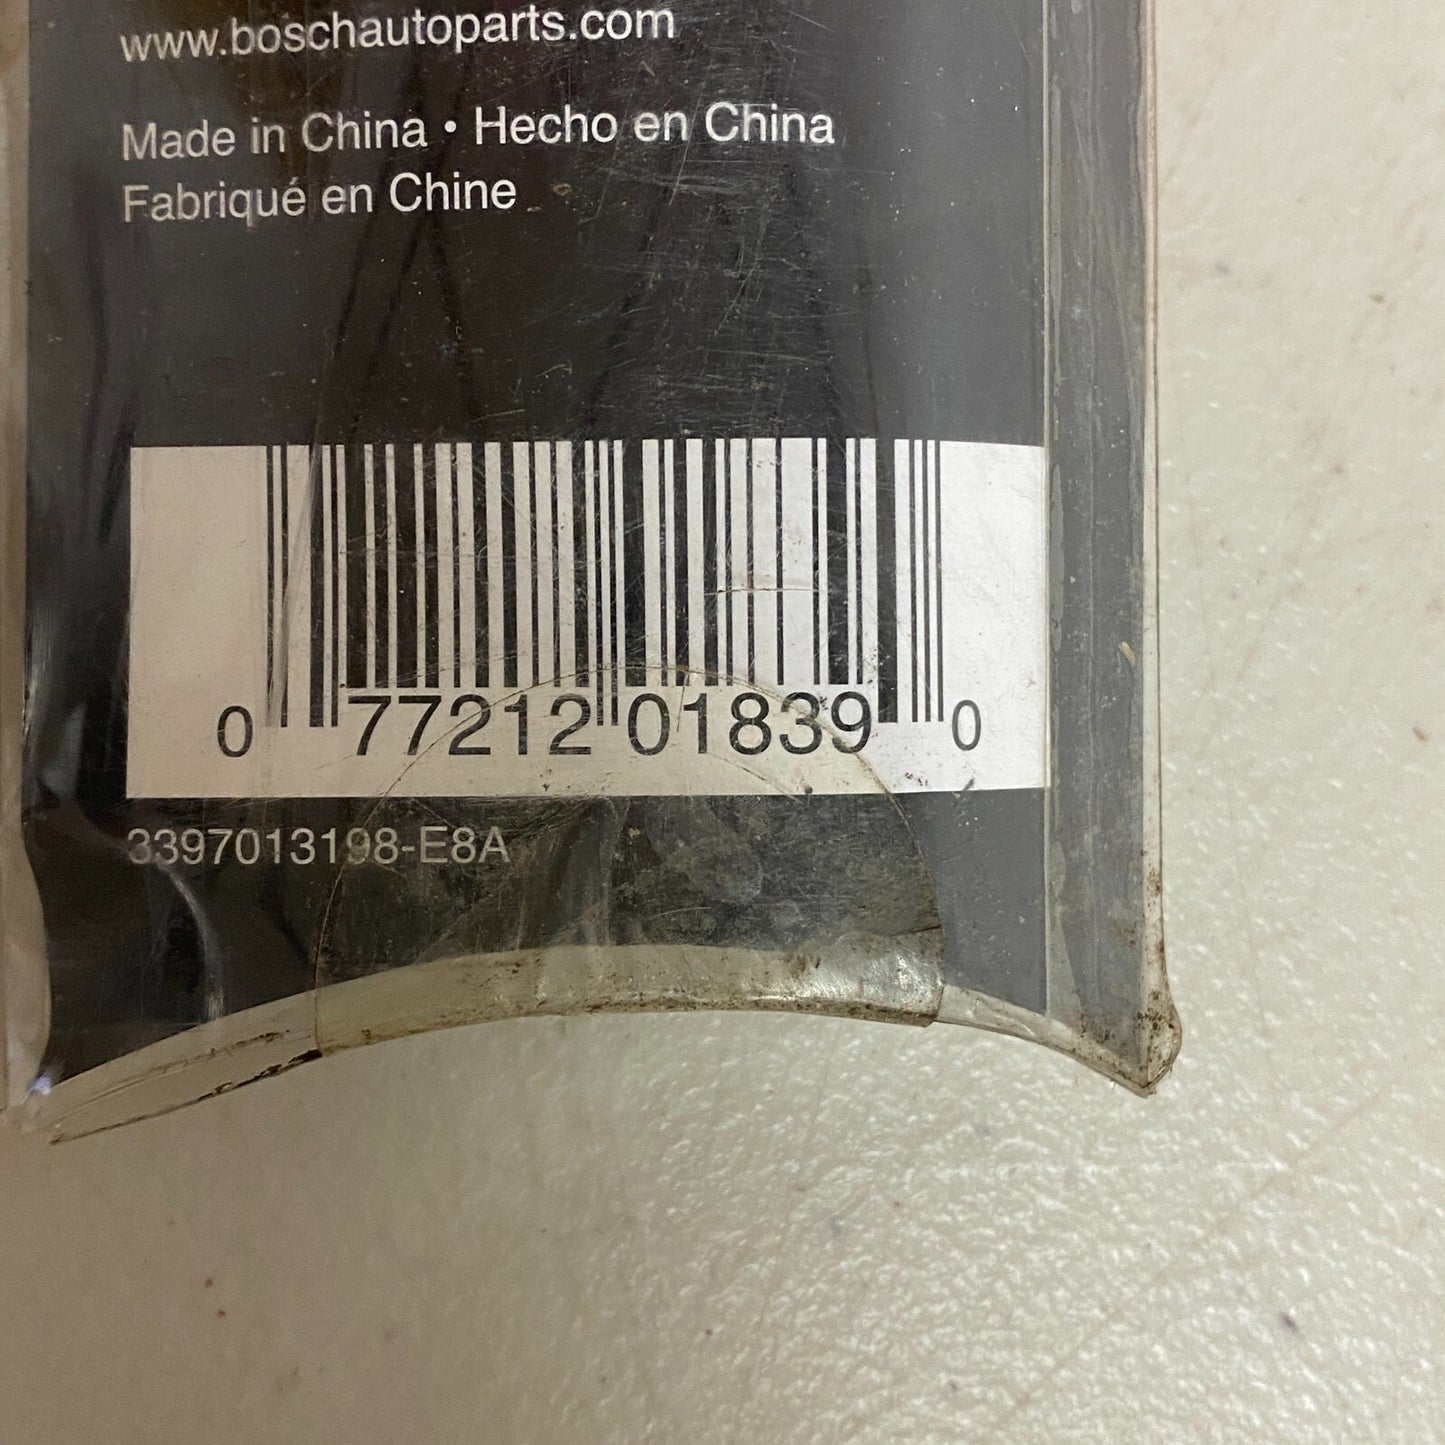 www.boschautoparts.com
Made in China • Hecho en China
Fabriqué en Chine
0 77212 01839 0
3397013198-E8A